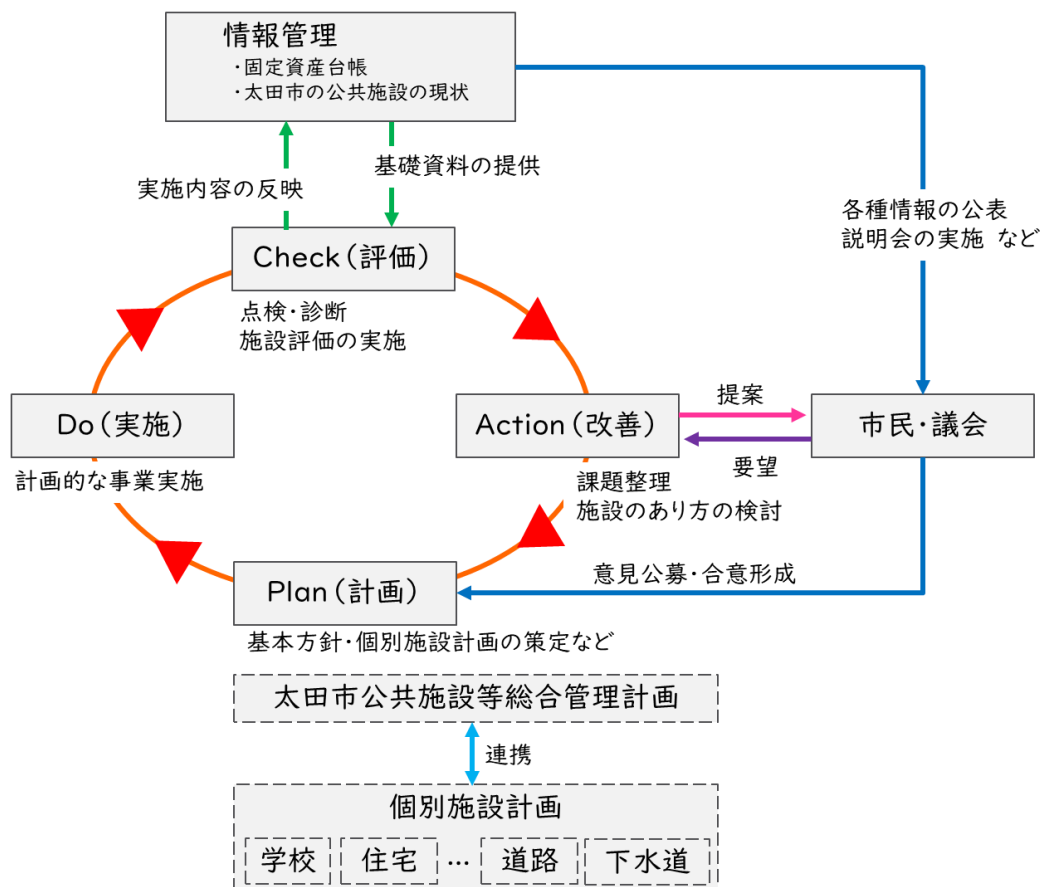 情報管理
・固定資産台帳
・太田市の公共施設の現状
実施内容の反映
基礎資料の提供
各種情報の公表
説明会の実施 など
Check(評価)
点検・診断
施設評価の実施
Do(実施)
計画的な事業実施
Action(改善)
課題整理
施設のあり方の検討
提案
要望
市民・議会
意見公募・合意形成
Plan(計画)
基本方針・個別施設計画の策定など
太田市公共施設等総合管理計画
連携
個別施設計画
学校 住宅 … 道路 下水道